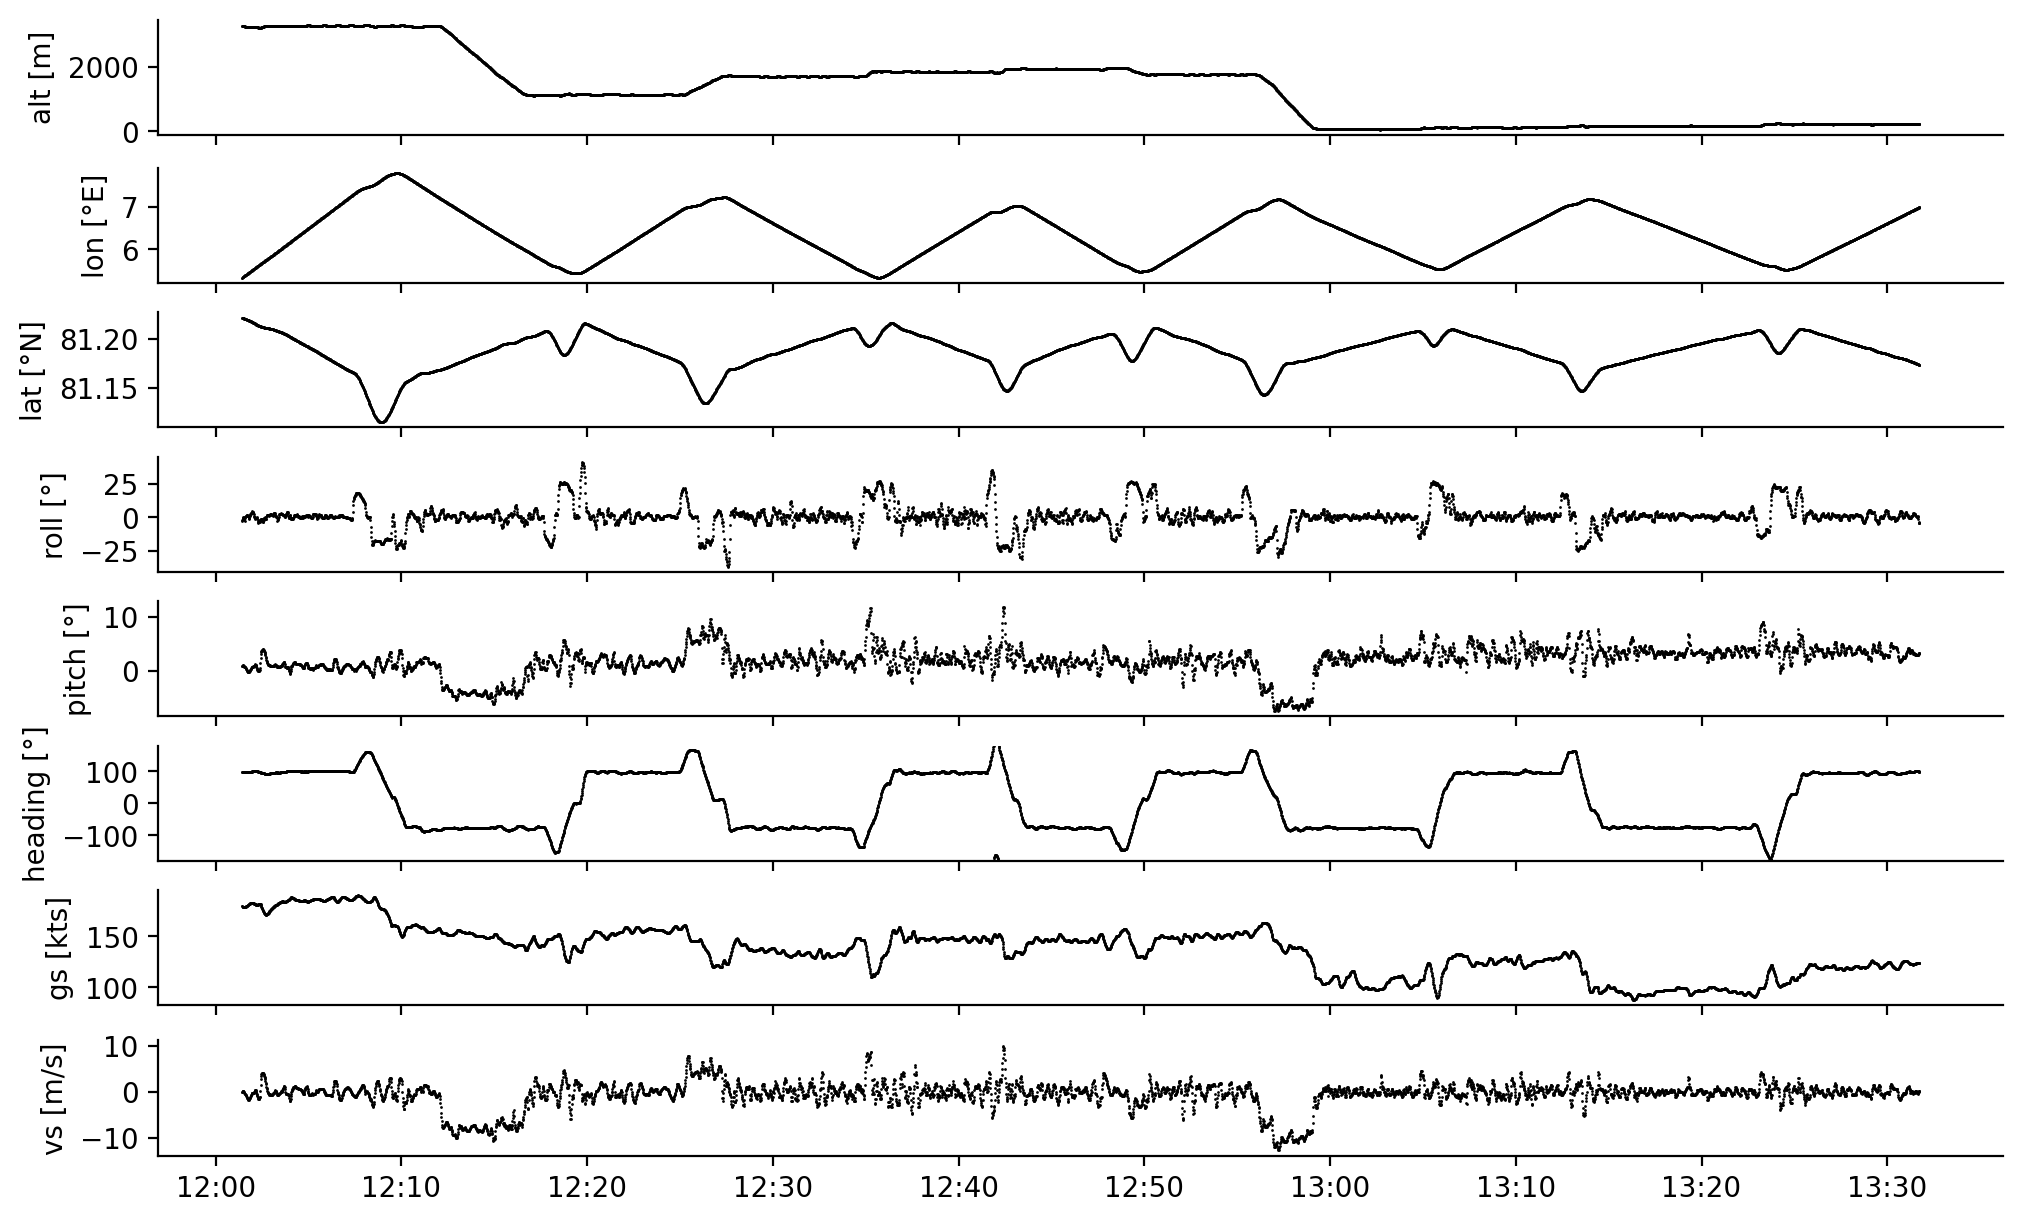 alt [m]
2000
0
lon [°E]
7
6
lat [°N]
81.20
81.15
roll [°]
25
0
−25
pitch [°]
10
0
heading [°]
100
0
−100
gs [kts]
150
100
vs [m/s]
10
0
−10
12:00 12:10 12:20 12:30 12:40 12:50 13:00 13:10 13:20 13:30